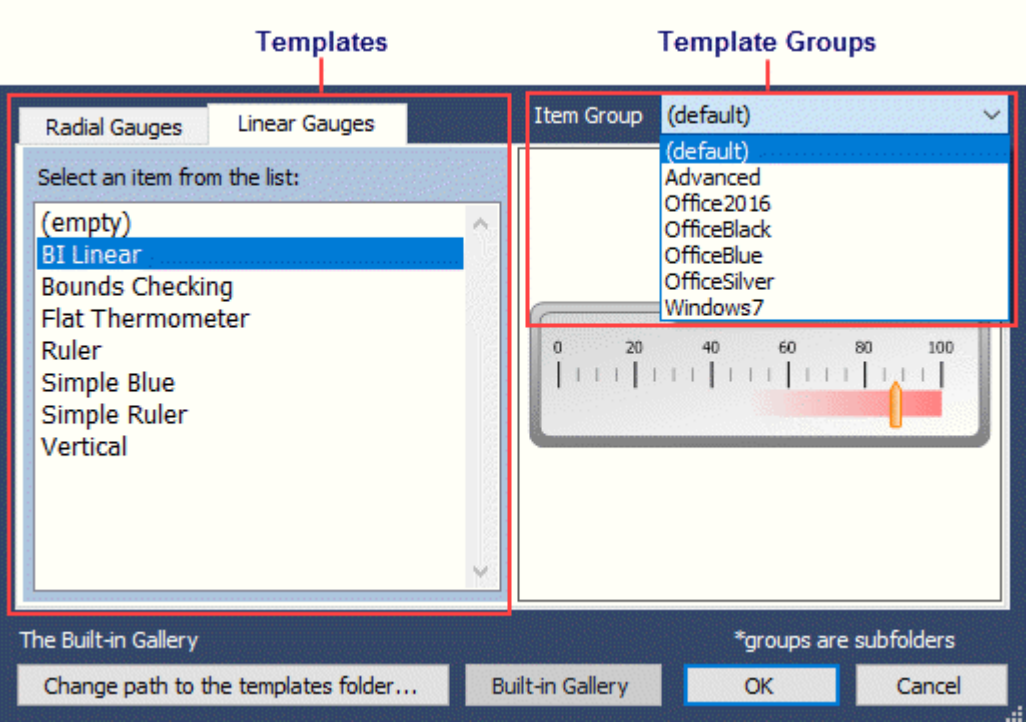 Templates
Template Groups
Radial Gauges
Linear Gauges
Select an item from the list:
(empty)
BI Linear
Bounds Checking
Flat Thermometer
Ruler
Simple Blue
Simple Ruler
Vertical
Item Group
(default)
(default)
Advanced
Office2016
OfficeBlack
OfficeBlue
OfficeSilver
Windows7
0 20 40 60 80 100
The Built-in Gallery
*groups are subfolders
Change path to the templates folder...
Built-in Gallery
OK
Cancel